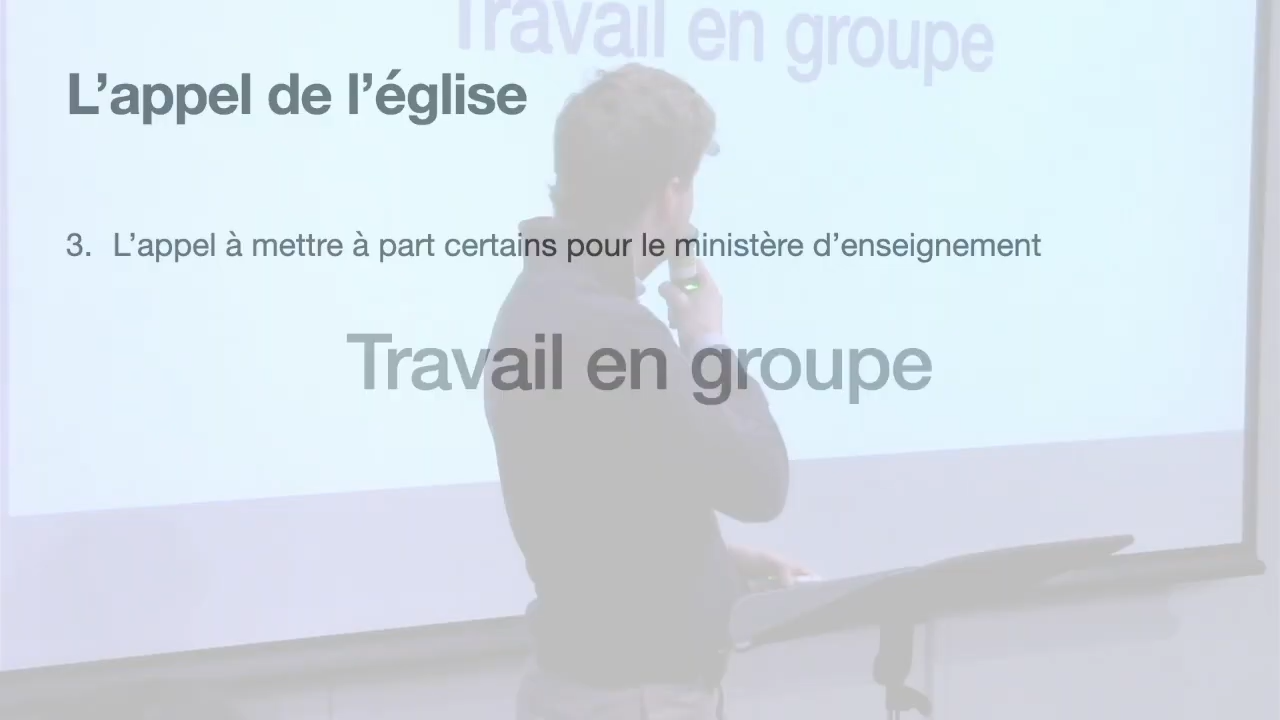 Travail en groupe
L’appel de l’église
3. L’appel à mettre à part certains pour le ministère d’enseignement
Travail en groupe